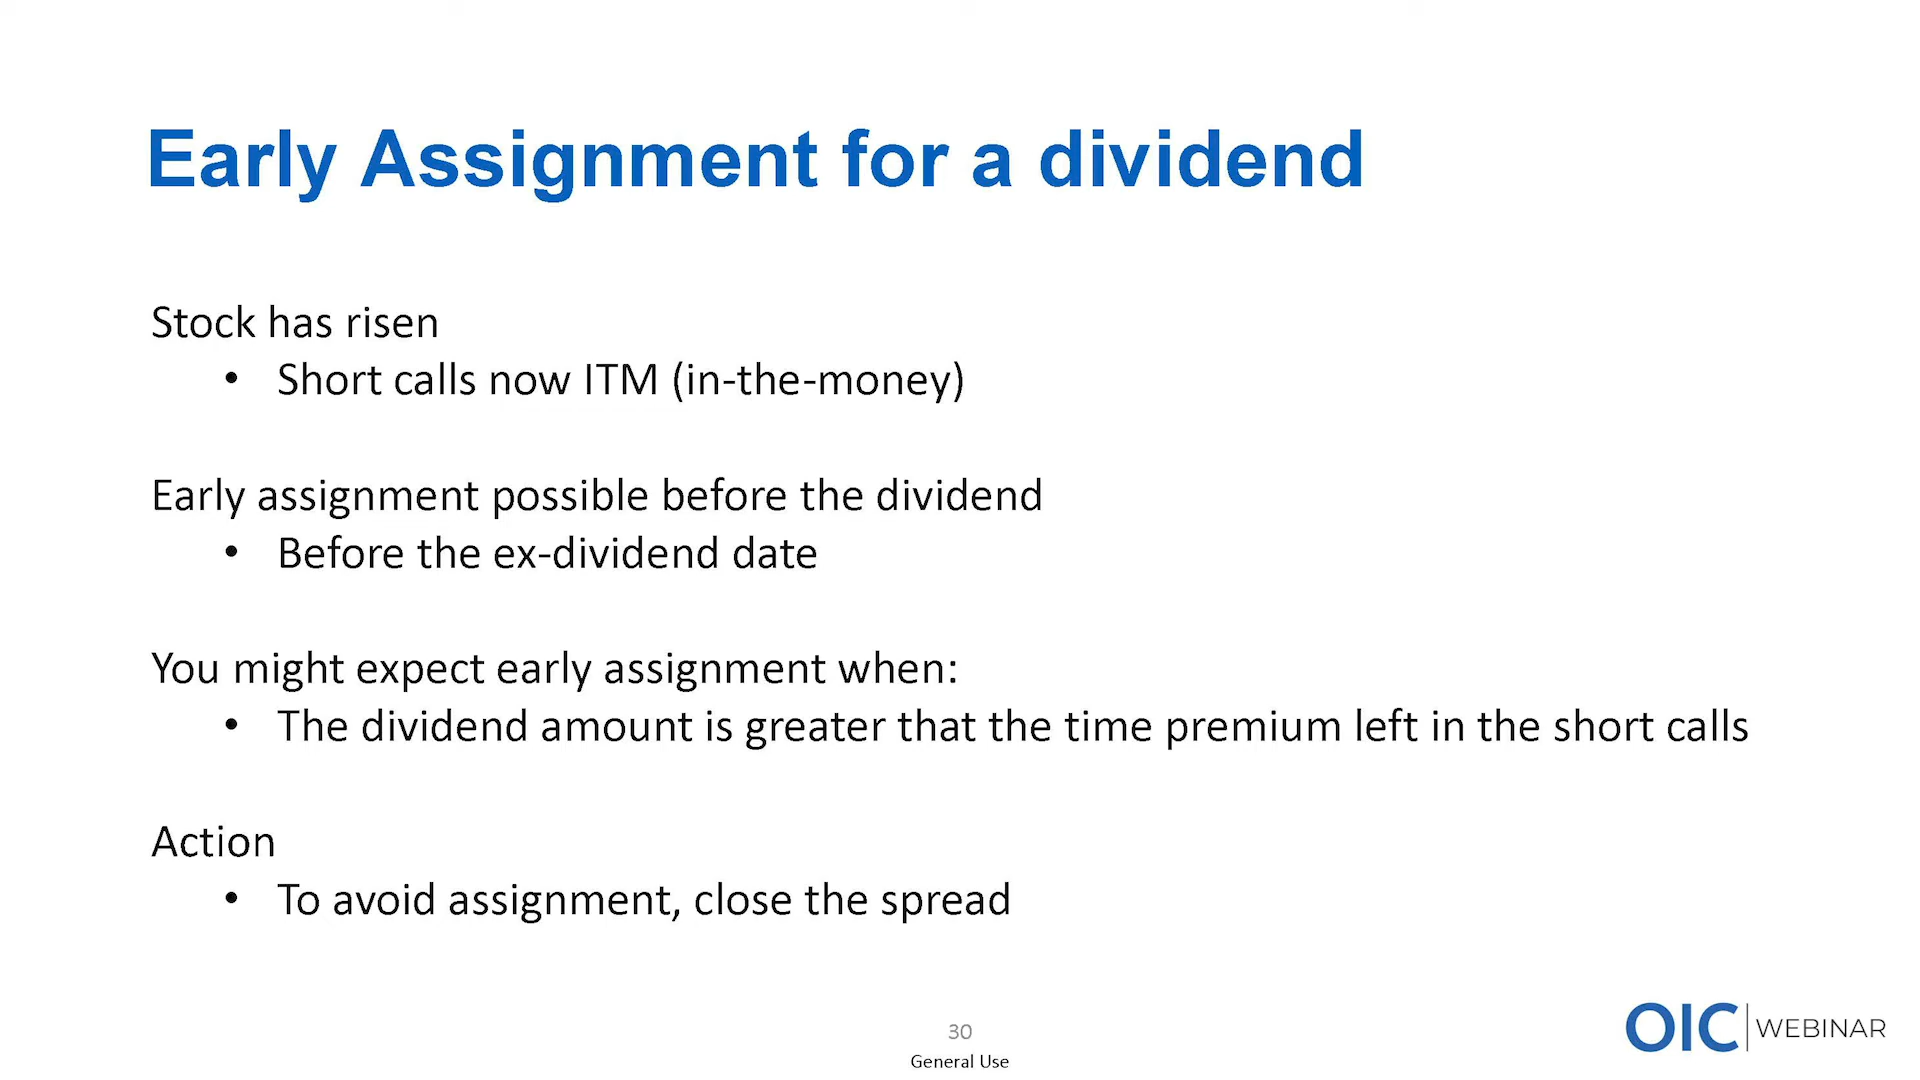 Early Assignment for a dividend
Stock has risen
• Short calls now ITM (in-the-money)
Early assignment possible before the dividend
• Before the ex-dividend date
You might expect early assignment when:
• The dividend amount is greater that the time premium left in the short calls
Action
• To avoid assignment, close the spread
30
General Use
OIC WEBINAR